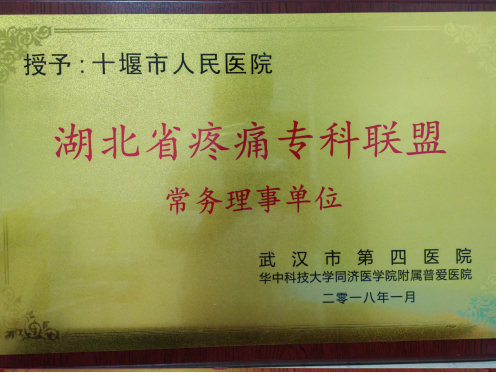 授予：十堰市人民医院
湖北省疼痛专科联盟
常务理事单位
武汉市第四医院
华中科技大学同济医学院附属普爱医院
二零一八年一月